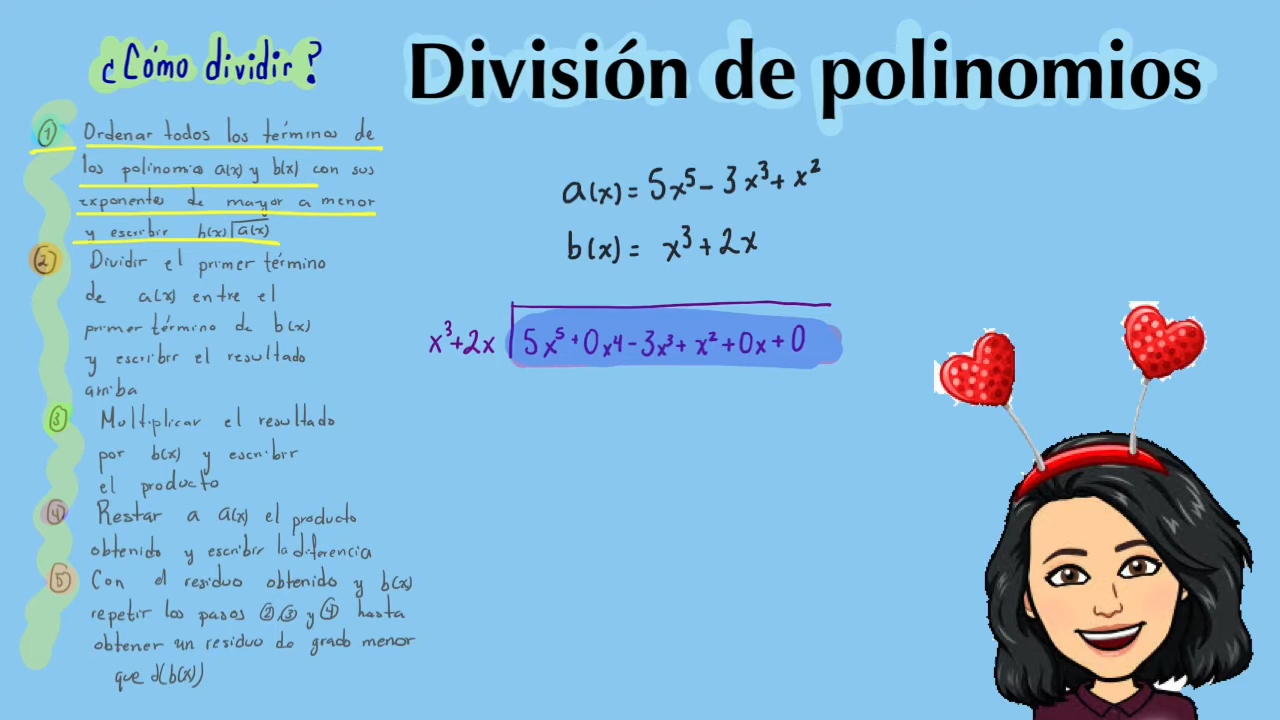 ¿Cómo dividir?
División de polinomios
① Ordenar todos los términos de
los polinomio a(x) y b(x) con sus
exponentes de mayor a menor
y escribir b(x)⟌a(x)
② Dividir el primer término
de a(x) entre el
primer término de b(x)
y escribir el resultado
arriba
③ Multiplicar el resultado
por b(x) y escribir
el producto
④ Restar a a(x) el producto
obtenido y escribir la diferencia
⑤ Con el residuo obtenido y b(x)
repetir los pasos ② ③ y ④ hasta
obtener un residuo de grado menor
que d(b(x))
a(x) = 5x⁵ - 3x³ + x²
b(x) = x³ + 2x
x³+2x ⟌ 5x⁵+0x⁴-3x³+x²+0x+0